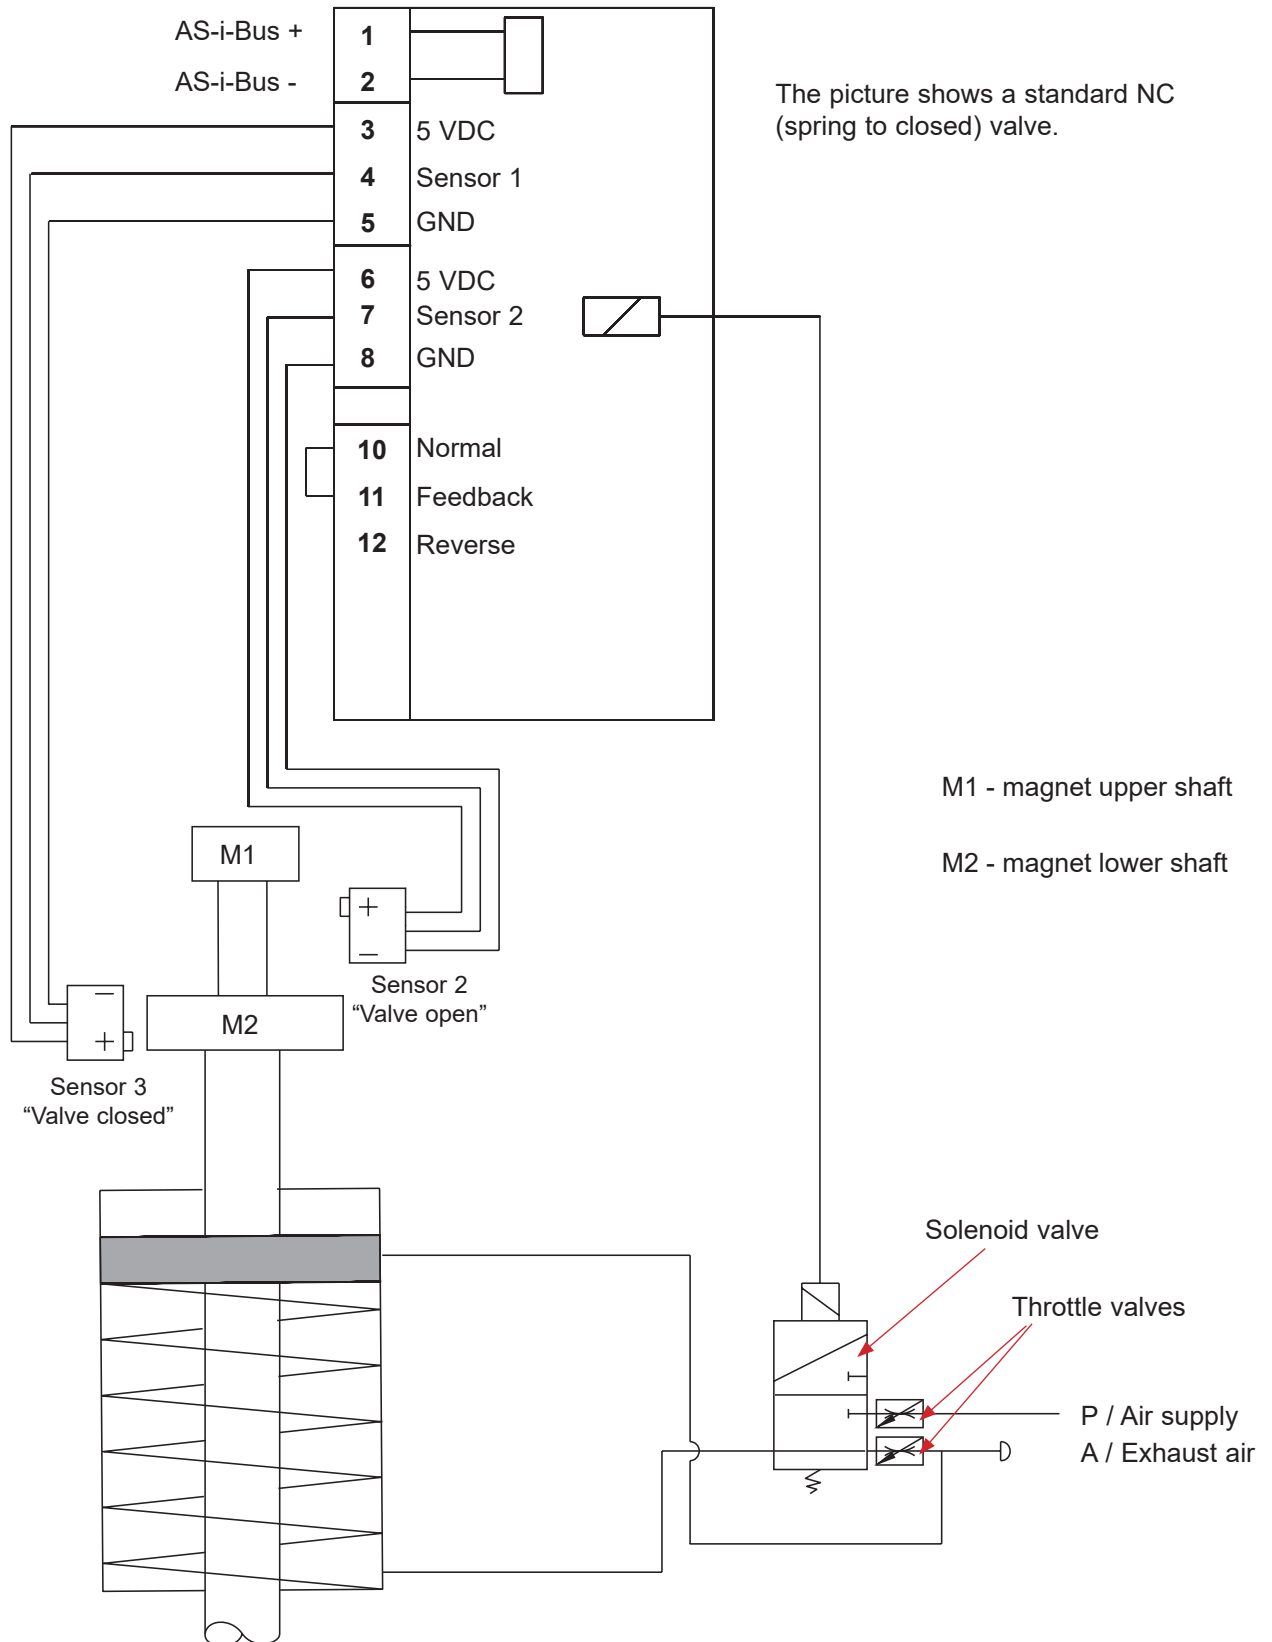 AS-i-Bus +
AS-i-Bus -
1
2
3 5 VDC
4 Sensor 1
5 GND
6 5 VDC
7 Sensor 2
8 GND
10 Normal
11 Feedback
12 Reverse
The picture shows a standard NC
(spring to closed) valve.
M1 - magnet upper shaft
M2 - magnet lower shaft
M1
+
–
Sensor 2
“Valve open”
M2
–
+
Sensor 3
“Valve closed”
Solenoid valve
Throttle valves
P / Air supply
A / Exhaust air